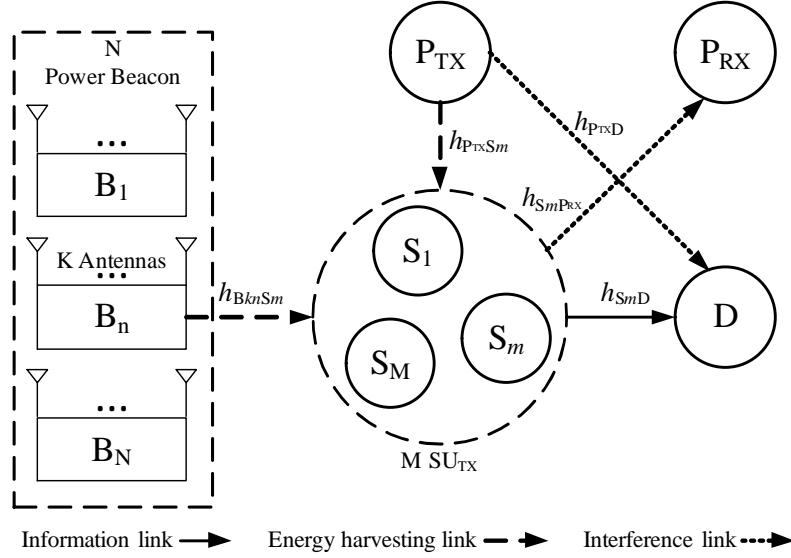 N
Power Beacon
...
B1
K Antennas
...
Bn
...
BN
hBknSm
PTX
PRX
hPTXSm
hPTXD
hSmPRX
S1
Sm
SM
hSmD
D
M SUTX
Information link
Energy harvesting link
Interference link